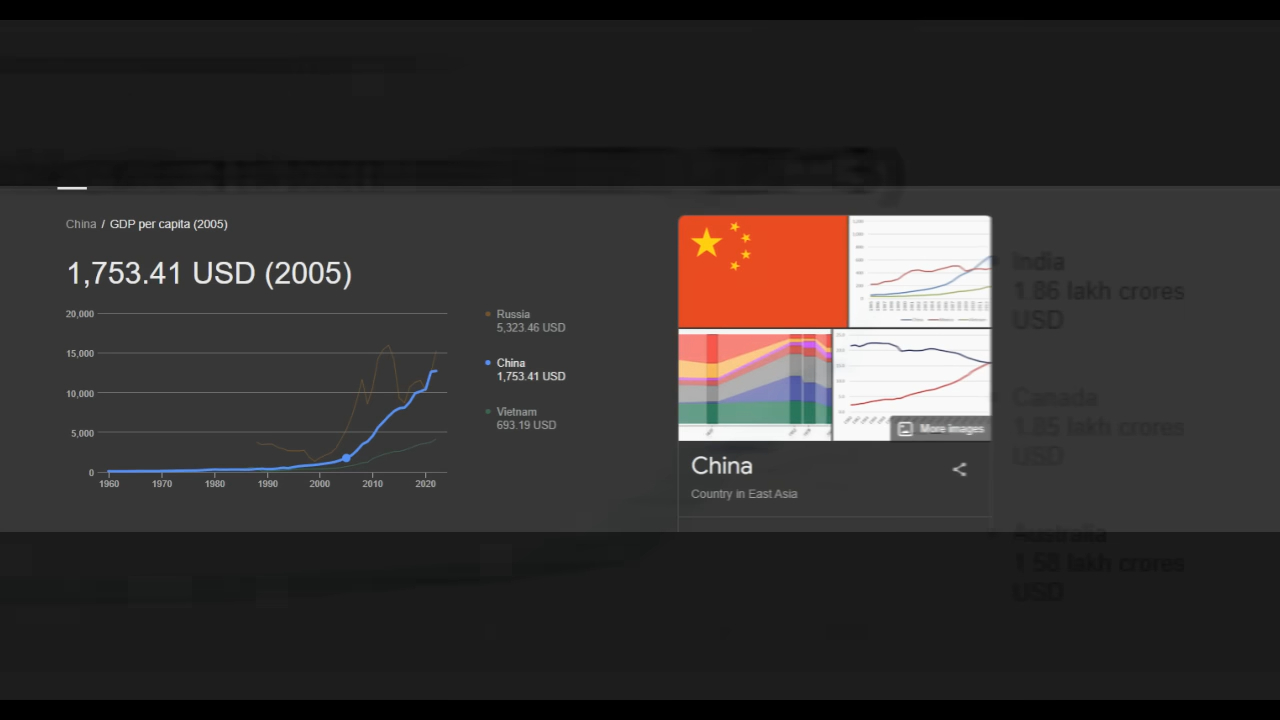 China / GDP per capita (2005)
1,753.41 USD (2005)
20,000
15,000
10,000
5,000
0
1960 1970 1980 1990 2000 2010 2020
Russia
5,323.46 USD
China
1,753.41 USD
Vietnam
693.19 USD
More images
China
Country in East Asia
India
1.86 lakh crores
USD
Canada
1.85 lakh crores
USD
Australia
1.53 lakh crores
USD